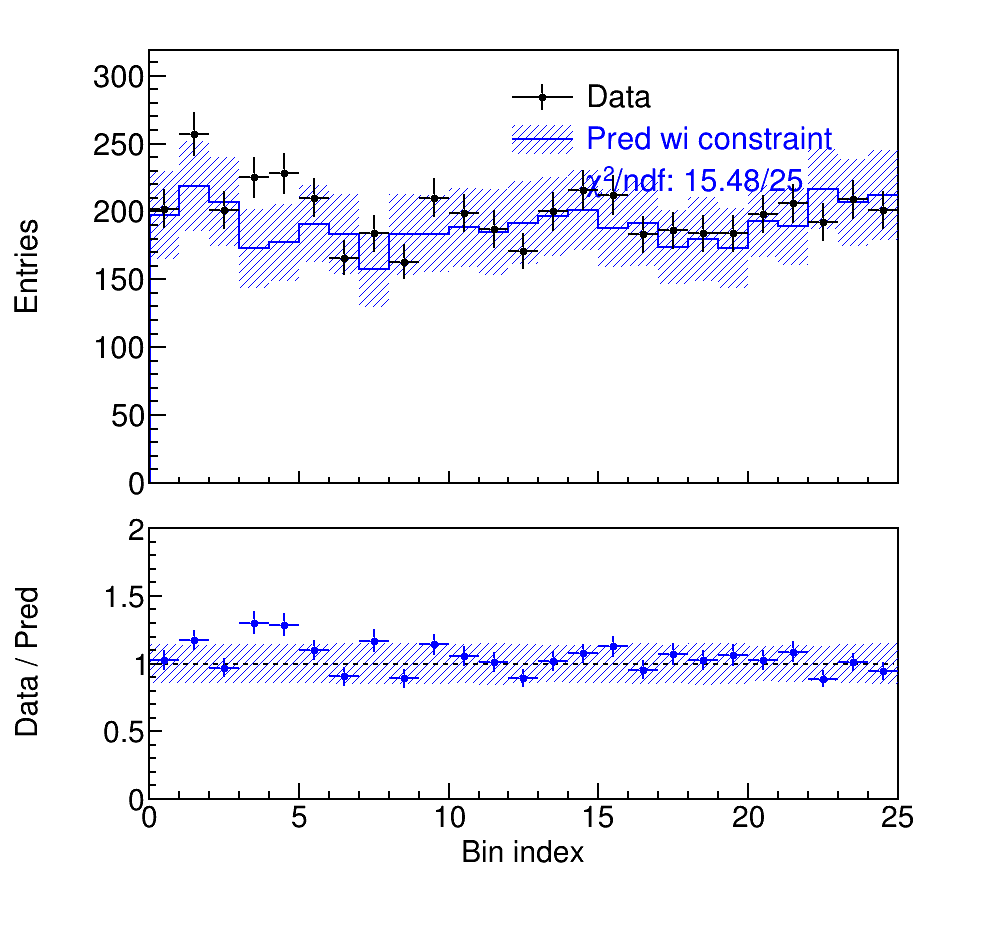 Data
Pred wi constraint
χ²/ndf: 15.48/25
300
250
200
150
100
50
0
Entries
2
1.5
1
0.5
0
Data / Pred
0 5 10 15 20 25
Bin index